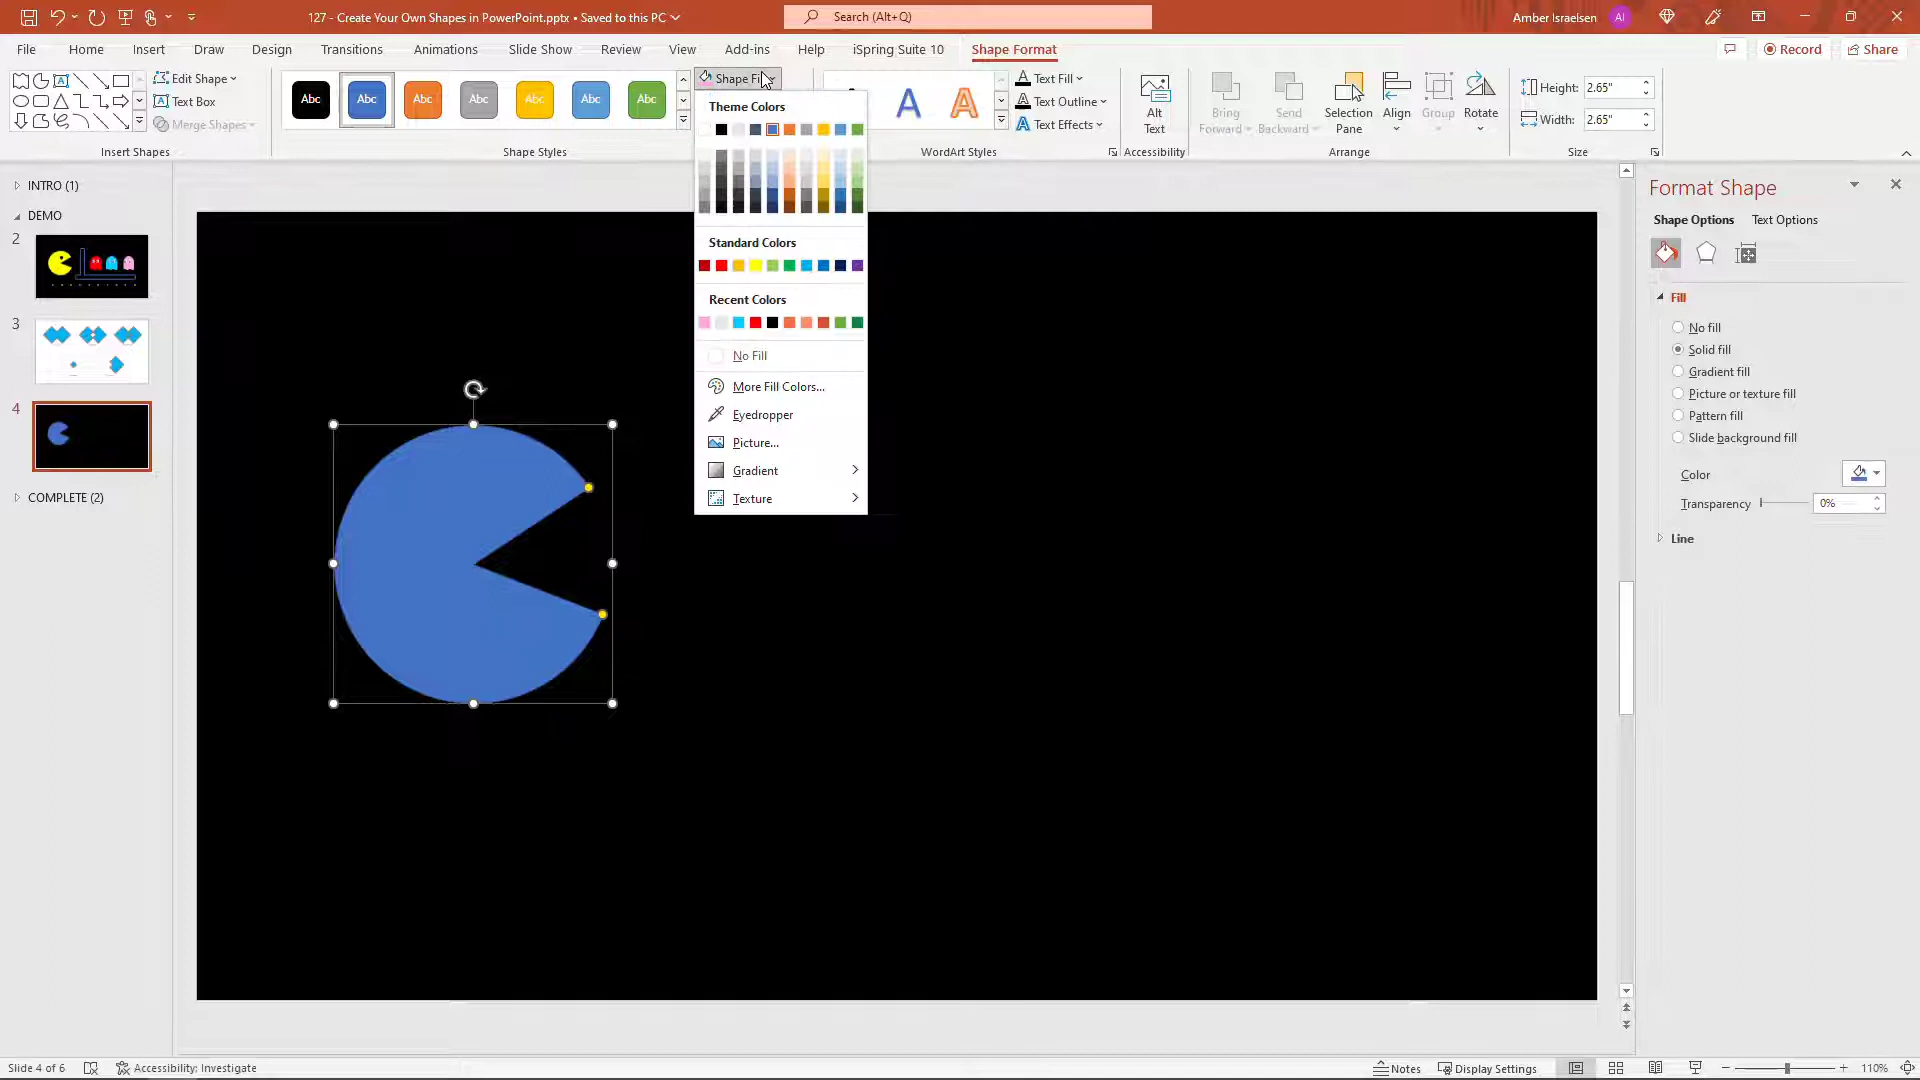 127 - Create Your Own Shapes in PowerPoint.pptx • Saved to this PC
Search (Alt+Q)
Amber Israelsen
AI
File
Home
Insert
Draw
Design
Transitions
Animations
Slide Show
Review
View
Add-ins
Help
iSpring Suite 10
Shape Format
Record
Share
Edit Shape
Text Box
Merge Shapes
Insert Shapes
Abc
Abc
Abc
Abc
Abc
Abc
Abc
Shape Styles
Shape Fi
A
A
Text Fill
Text Outline
Text Effects
WordArt Styles
Alt
Text
Accessibility
Bring
Forward
Send
Backward
Selection
Pane
Align
Group
Rotate
Arrange
Height: 2.65"
Width: 2.65"
Size
Theme Colors
Standard Colors
Recent Colors
No Fill
More Fill Colors...
Eyedropper
Picture...
Gradient
Texture
INTRO (1)
DEMO
2
3
4
COMPLETE (2)
Format Shape
Shape Options
Text Options
Fill
No fill
Solid fill
Gradient fill
Picture or texture fill
Pattern fill
Slide background fill
Color
Transparency
0%
Line
Slide 4 of 6
Accessibility: Investigate
Notes
Display Settings
110%